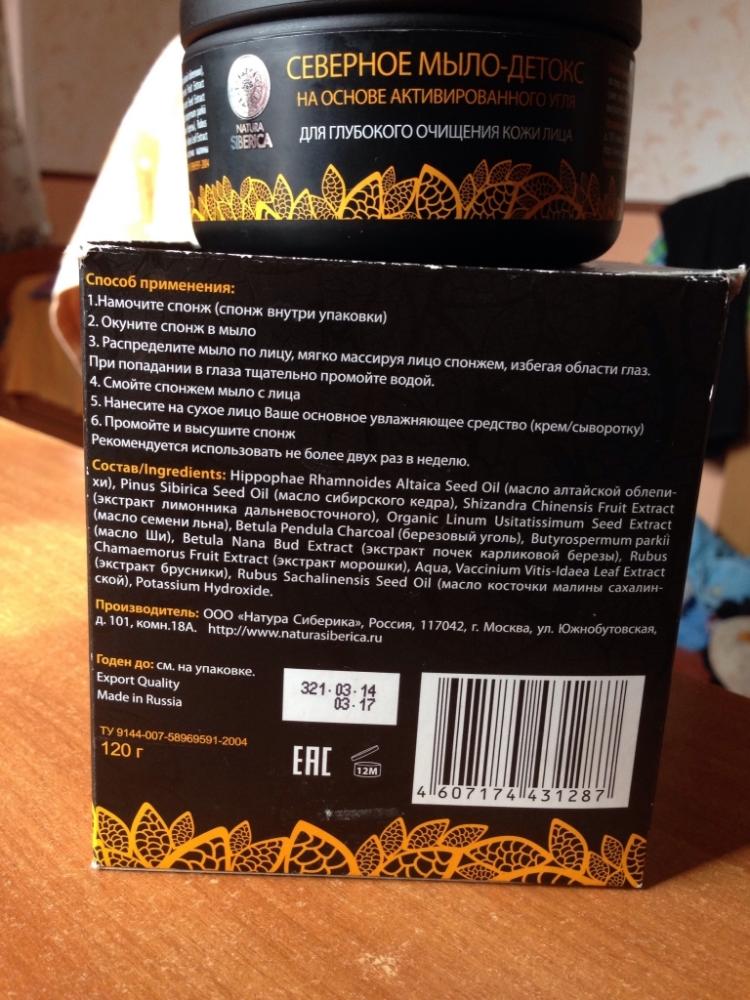 СЕВЕРНОЕ МЫЛО-ДЕТОКС
НА ОСНОВЕ АКТИВИРОВАННОГО УГЛЯ
ДЛЯ ГЛУБОКОГО ОЧИЩЕНИЯ КОЖИ ЛИЦА
NATURA
SIBERICA
Способ применения:
1.Намочите спонж (спонж внутри упаковки)
2. Окуните спонж в мыло
3. Распределите мыло по лицу, мягко массируя лицо спонжем, избегая области глаз.
При попадании в глаза тщательно промойте водой.
4. Смойте спонжем мыло с лица
5. Нанесите на сухое лицо Ваше основное увлажняющее средство (крем/сыворотку)
6. Промойте и высушите спонж
Рекомендуется использовать не более двух раз в неделю.
Состав/Ingredients: Hippophae Rhamnoides Altaica Seed Oil (масло алтайской облепи-
хи), Pinus Sibirica Seed Oil (масло сибирского кедра), Shizandra Chinensis Fruit Extract
(экстракт лимонника дальневосточного), Organic Linum Usitatissimum Seed Extract
(масло семени льна), Betula Pendula Charcoal (березовый уголь), Butyrospermum parkii
(масло Ши), Betula Nana Bud Extract (экстракт почек карликовой березы), Rubus
Chamaemorus Fruit Extract (экстракт морошки), Aqua, Vaccinium Vitis-Idaea Leaf Extract
(экстракт брусники), Rubus Sachalinensis Seed Oil (масло косточки малины сахалин-
ской), Potassium Hydroxide.
Производитель: ООО «Натура Сиберика», Россия, 117042, г. Москва, ул. Южнобутовская,
д. 101, комн.18А. http://www.naturasiberica.ru
Годен до: см. на упаковке.
Export Quality
Made in Russia
321·03·14
03·17
ТУ 9144-007-58969591-2004
120 г
EAC
12M
4 607174 431287